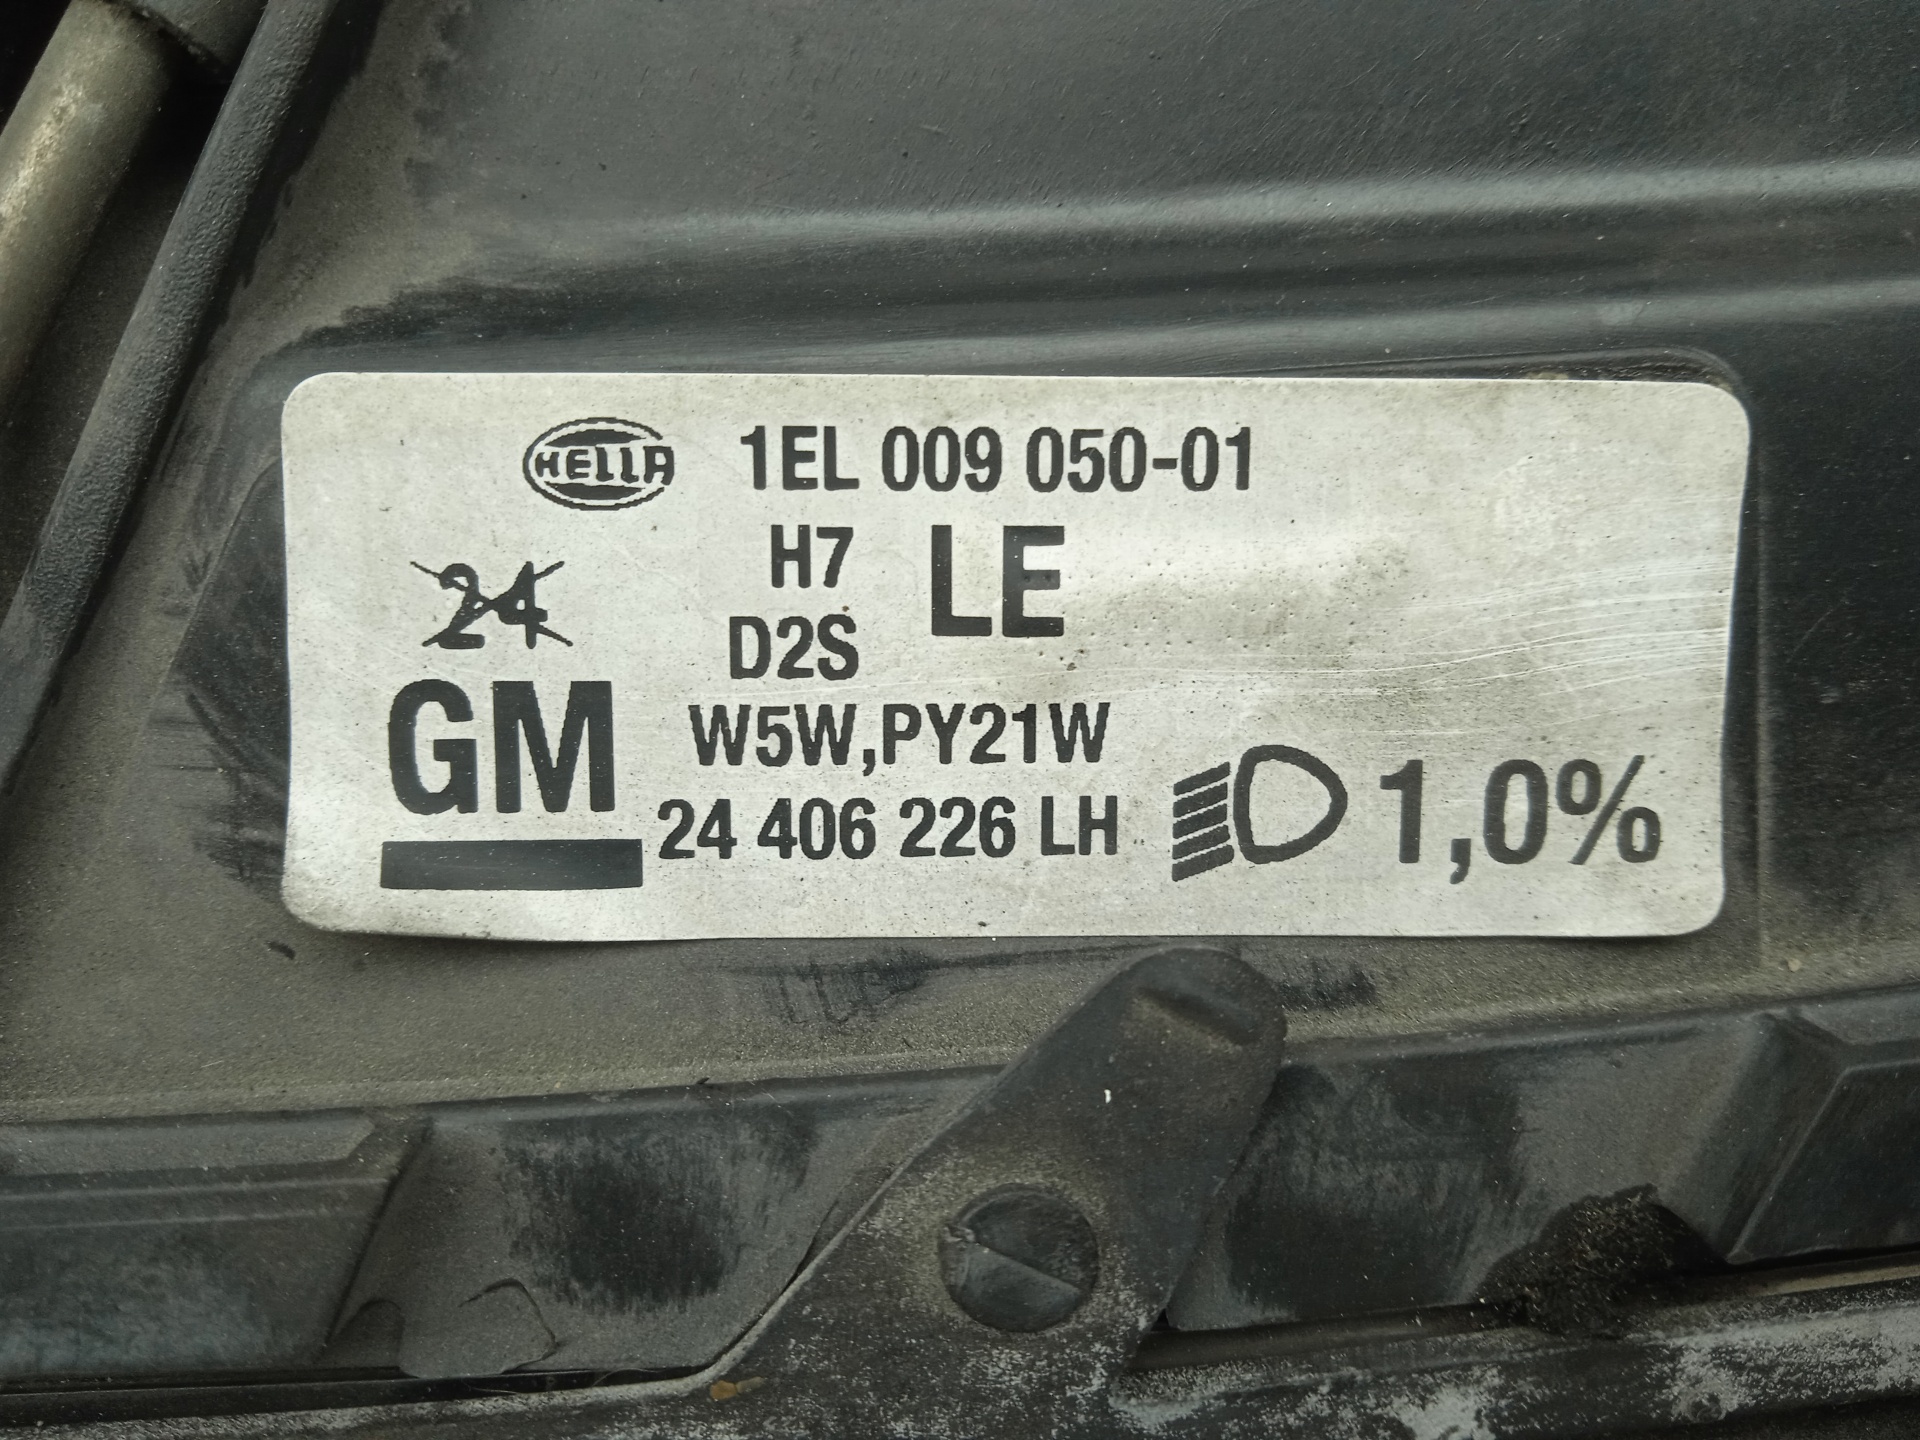 HELLA 1EL 009 050-01
H7 LE
24
D2S
GM W5W,PY21W
24 406 226 LH 1,0%